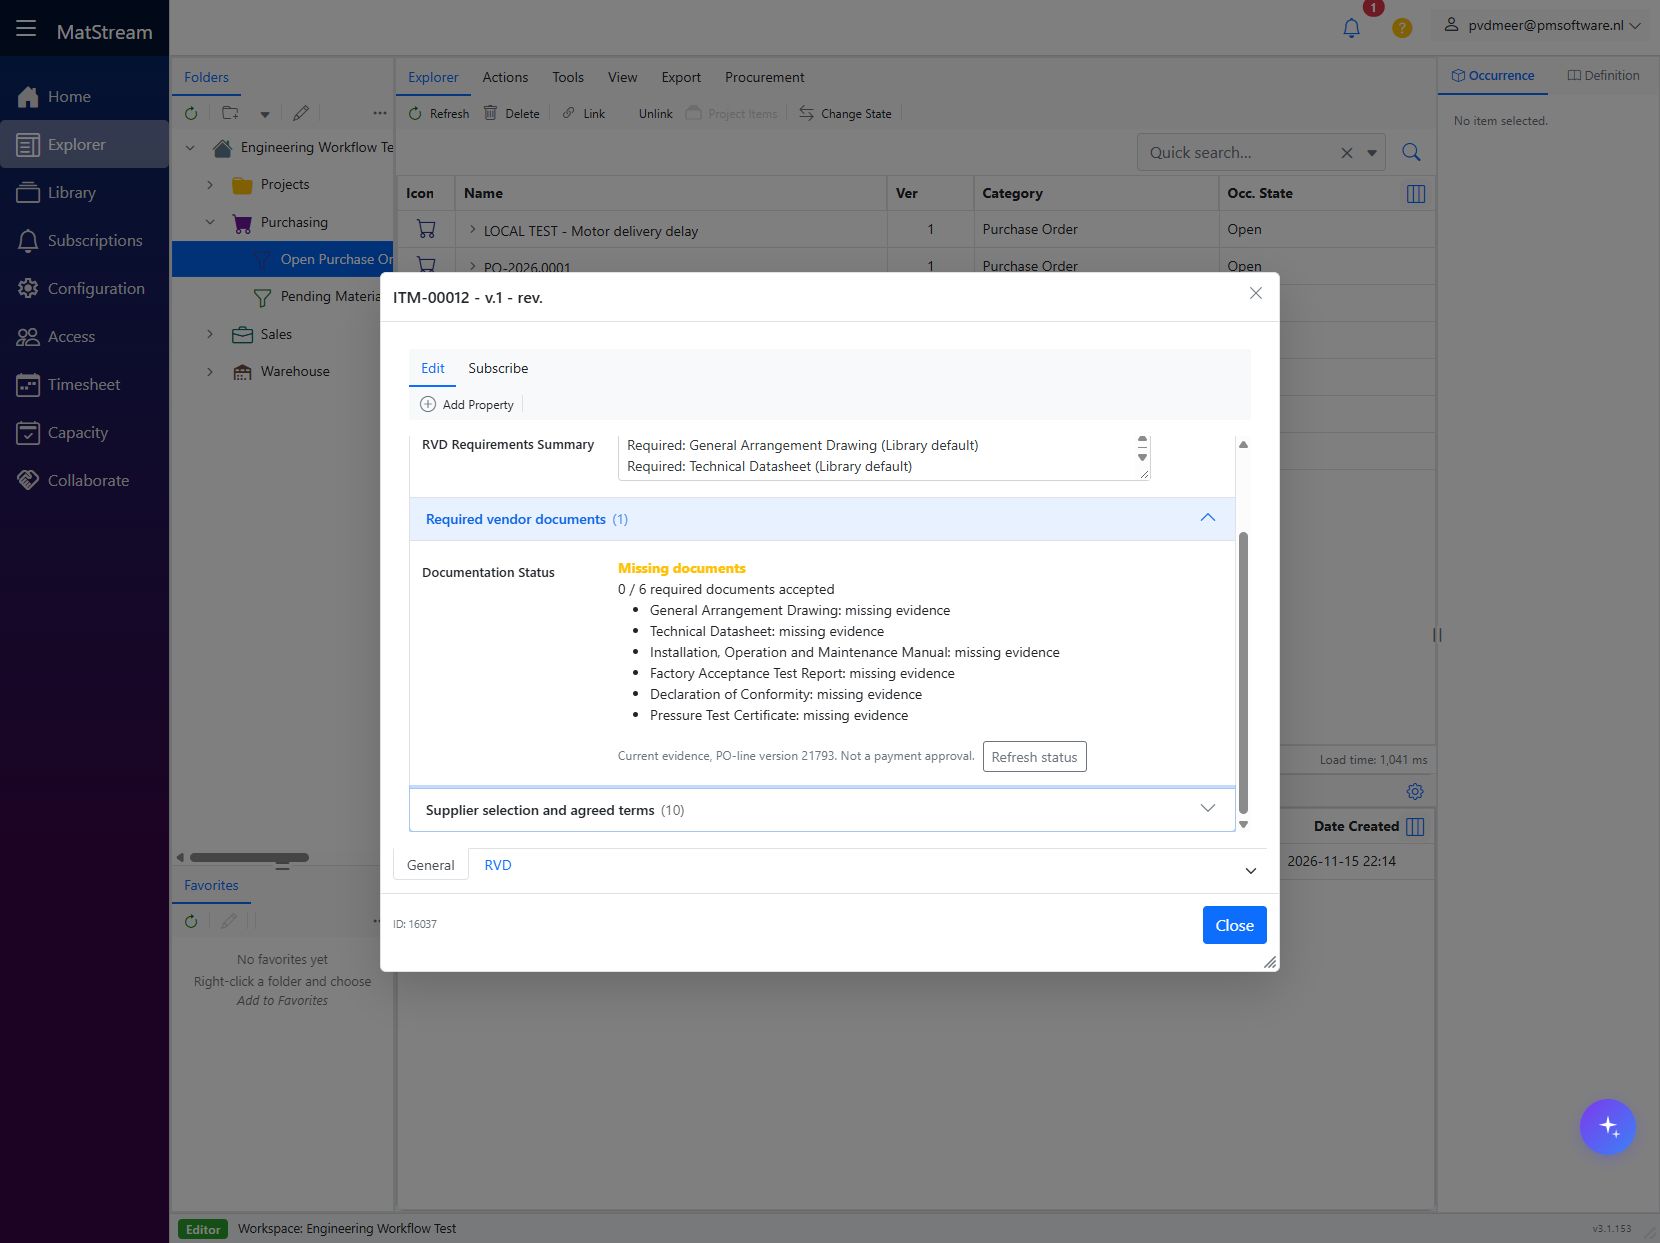 MatStream
1
?
pvdmeer@pmsoftware.nl
Home
Explorer
Library
Subscriptions
Configuration
Access
Timesheet
Capacity
Collaborate
Folders
Engineering Workflow Te
Projects
Purchasing
Open Purchase Or
Pending Materia
Sales
Warehouse
Explorer Actions Tools View Export Procurement
Refresh Delete Link Unlink Project Items Change State
Quick search...
Icon Name Ver Category Occ. State
LOCAL TEST - Motor delivery delay 1 Purchase Order Open
PO-2026.0001 1 Purchase Order Open
Occurrence Definition
No item selected.
ITM-00012 - v.1 - rev.
Edit Subscribe
Add Property
RVD Requirements Summary
Required: General Arrangement Drawing (Library default)
Required: Technical Datasheet (Library default)
Required vendor documents (1)
Documentation Status
Missing documents
0 / 6 required documents accepted
General Arrangement Drawing: missing evidence
Technical Datasheet: missing evidence
Installation, Operation and Maintenance Manual: missing evidence
Factory Acceptance Test Report: missing evidence
Declaration of Conformity: missing evidence
Pressure Test Certificate: missing evidence
Current evidence, PO-line version 21793. Not a payment approval. Refresh status
Supplier selection and agreed terms (10)
General RVD
ID: 16037
Close
Load time: 1,041 ms
Date Created
2026-11-15 22:14
Favorites
No favorites yet
Right-click a folder and choose
Add to Favorites
Editor Workspace: Engineering Workflow Test
v3.1.153